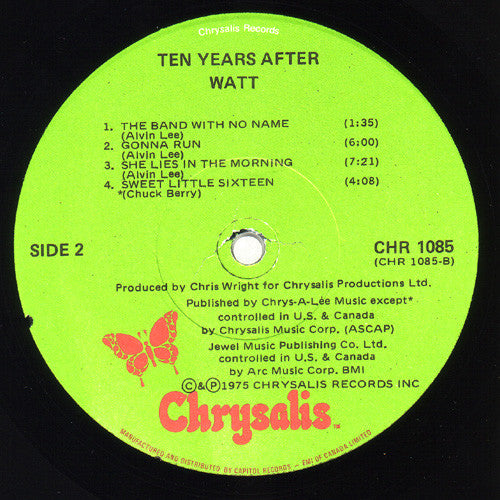 Chrysalis Records
TEN YEARS AFTER
WATT
1. THE BAND WITH NO NAME (1:35)
(Alvin Lee)
2. GONNA RUN (6:00)
(Alvin Lee)
3. SHE LIES IN THE MORNING (7:21)
(Alvin Lee)
4. SWEET LITTLE SIXTEEN (4:08)
*(Chuck Berry)
SIDE 2
CHR 1085
(CHR 1085-B)
Produced by Chris Wright for Chrysalis Productions Ltd.
Published by Chrys-A-Lée Music except*
controlled in U.S. & Canada
by Chrysalis Music Corp. (ASCAP)
Jewel Music Publishing Co. Ltd.
controlled in U.S. & Canada
by Arc Music Corp. BMI
©&℗1975 CHRYSALIS RECORDS INC
Chrysalis™
MANUFACTURED AND DISTRIBUTED BY CAPITOL RECORDS - EMI OF CANADA LIMITED